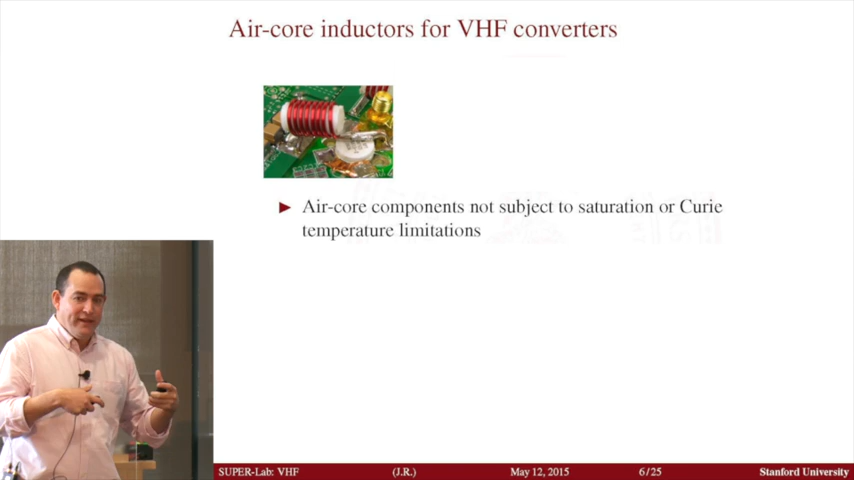 Air-core inductors for VHF converters
► Air-core components not subject to saturation or Curie
temperature limitations
SUPER-Lab: VHF (J.R.) May 12, 2015 6/25 Stanford University